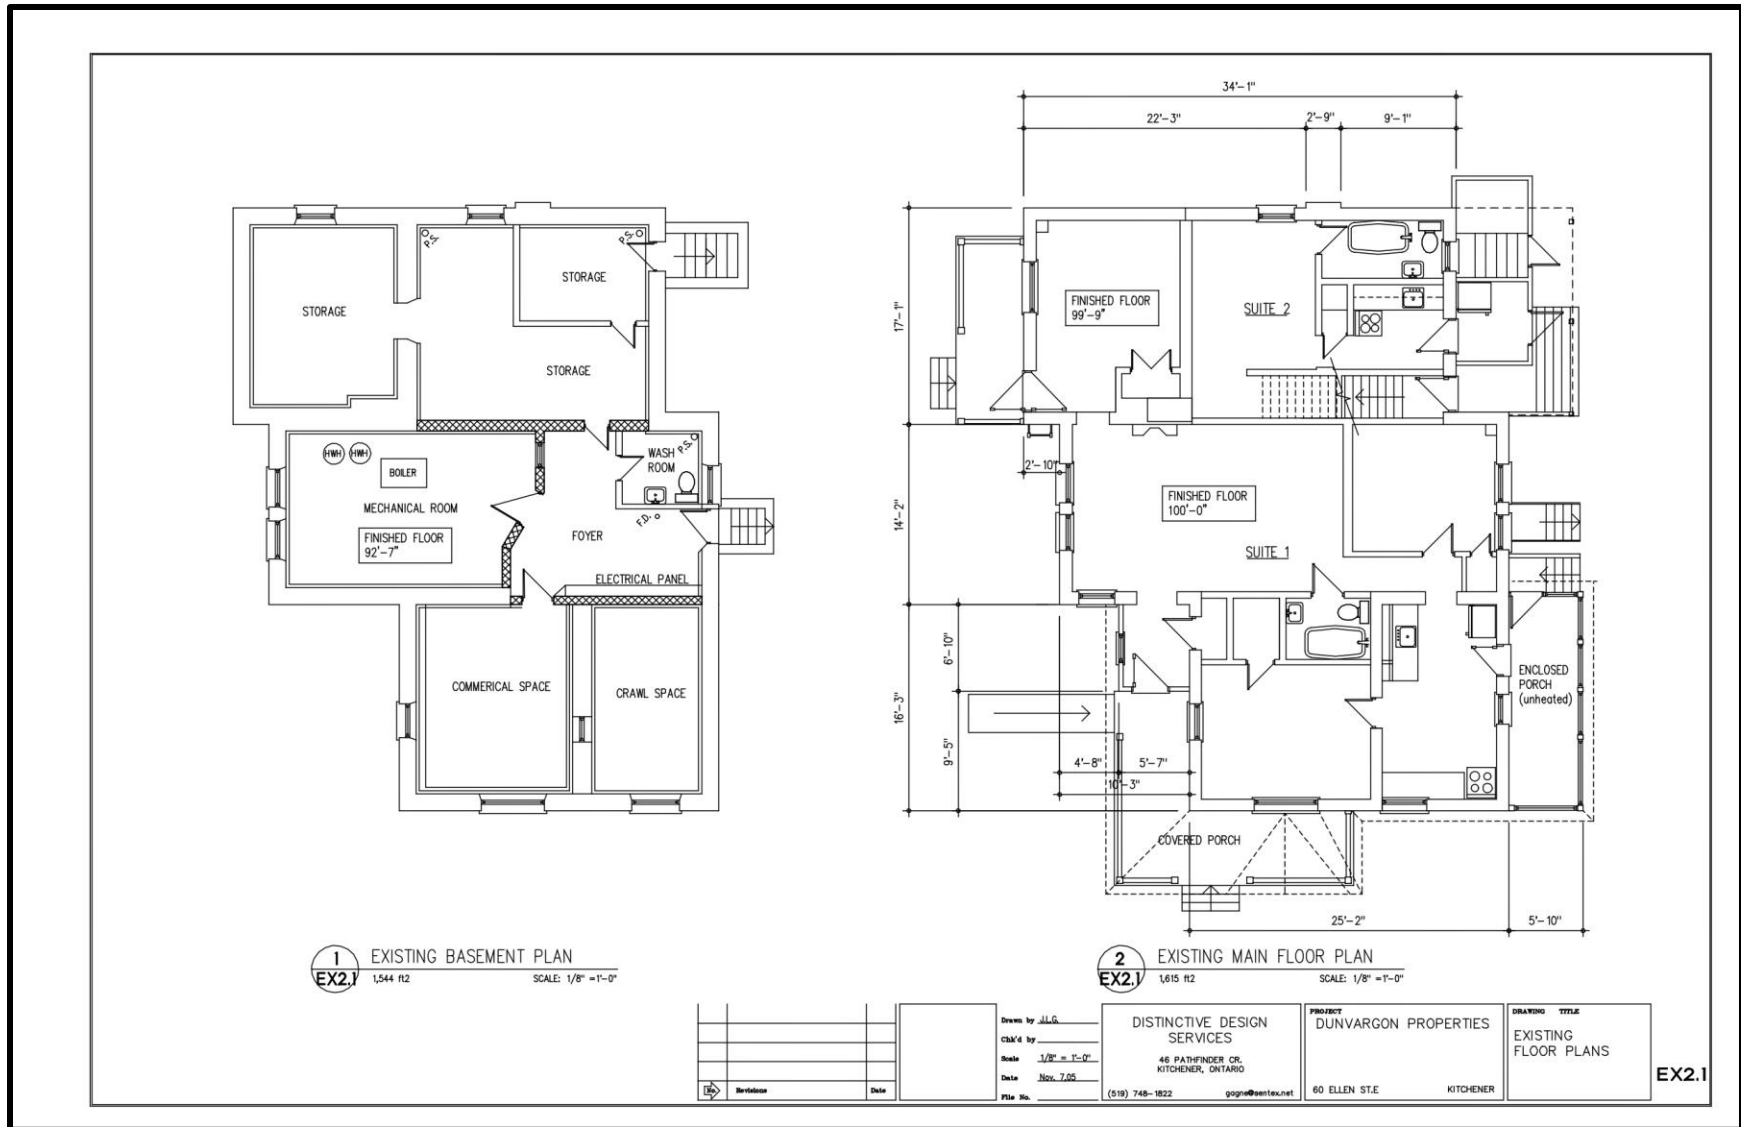 34'-1"
22'-3"
2'-9"
9'-1"
P.S.
P.S.
STORAGE
STORAGE
STORAGE
HWH
HWH
BOILER
WASH
ROOM
P.S.
MECHANICAL ROOM
FINISHED FLOOR
92'-7"
F.D.
FOYER
ELECTRICAL PANEL
COMMERICAL SPACE
CRAWL SPACE
17'-1"
FINISHED FLOOR
99'-9"
SUITE 2
2'-10"
14'-2"
FINISHED FLOOR
100'-0"
SUITE 1
6'-10"
16'-3"
9'-5"
ENCLOSED
PORCH
(unheated)
4'-8"
5'-7"
10'-3"
COVERED PORCH
25'-2"
5'-10"
1
EX2.1
EXISTING BASEMENT PLAN
1,544 ft2
SCALE: 1/8" =1'-0"
2
EX2.1
EXISTING MAIN FLOOR PLAN
1,615 ft2
SCALE: 1/8" =1'-0"
No.
Revisions
Date
Drawn by J.L.G.
Chk'd by
Scale 1/8" = 1'-0"
Date Nov. 7,05
File No.
DISTINCTIVE DESIGN
SERVICES
46 PATHFINDER CR.
KITCHENER, ONTARIO
(519) 748-1822
gagne@sentex.net
PROJECT
DUNVARGON PROPERTIES
60 ELLEN ST.E
KITCHENER
DRAWING TITLE
EXISTING
FLOOR PLANS
EX2.1